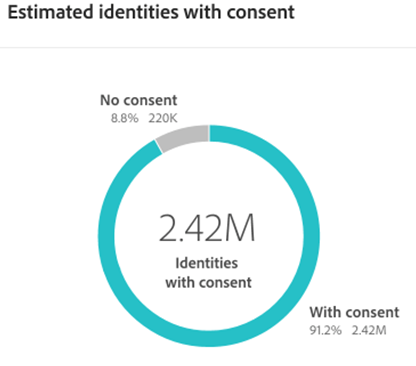 Estimated identities with consent
No consent
8.8% 220K
2.42M
Identities
with consent
With consent
91.2% 2.42M